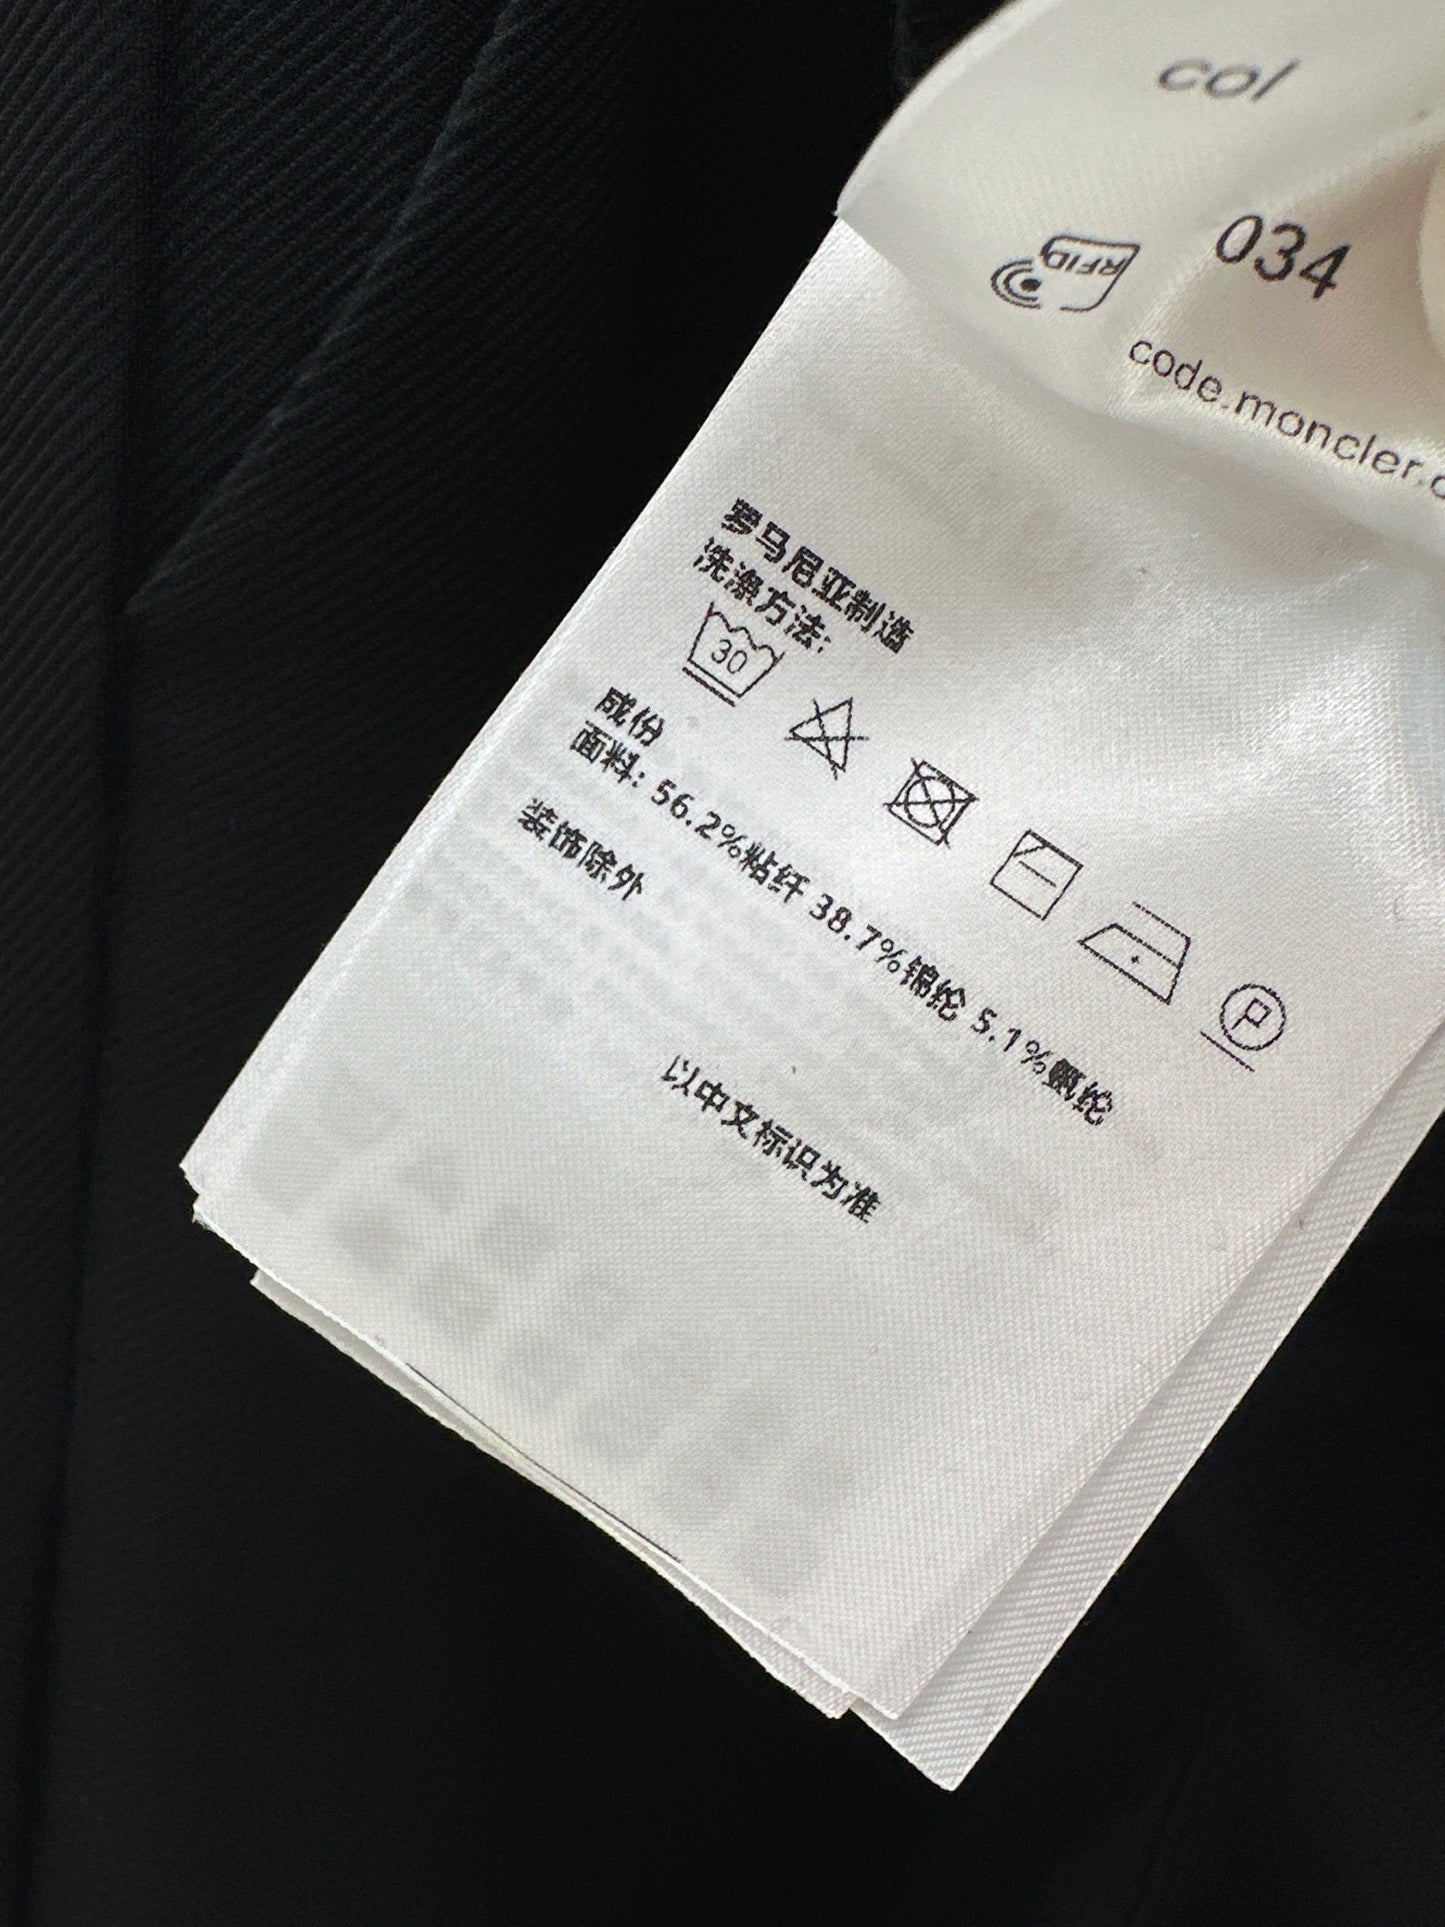 col
034
RFID
code.moncler.c
罗马尼亚制造
洗涤方法:
30
P
成份
面料: 56.2%粘纤 38.7%锦纶 5.1%氨纶
装饰除外
以中文标识为准